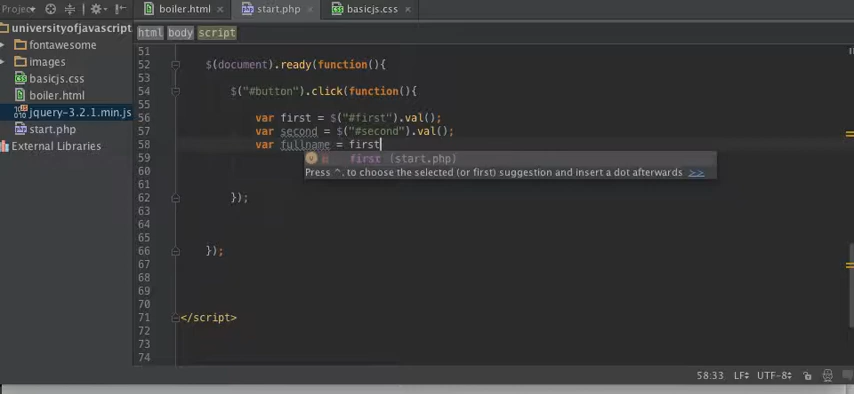 Projec
boiler.html
start.php
basicjs.css
universityofjavascript
fontawesome
images
basicjs.css
boiler.html
jquery-3.2.1.min.js
start.php
External Libraries
html body script
51
52 $(document).ready(function(){
53
54 $("#button").click(function(){
55
56 var first = $("#first").val();
57 var second = $("#second").val();
58 var fullname = first
59 first (start.php)
Press ^. to choose the selected (or first) suggestion and insert a dot afterwards >>
62 });
63
64
65
66 });
67
68
69
70
71 </script>
72
73
74
58:33 LF UTF-8